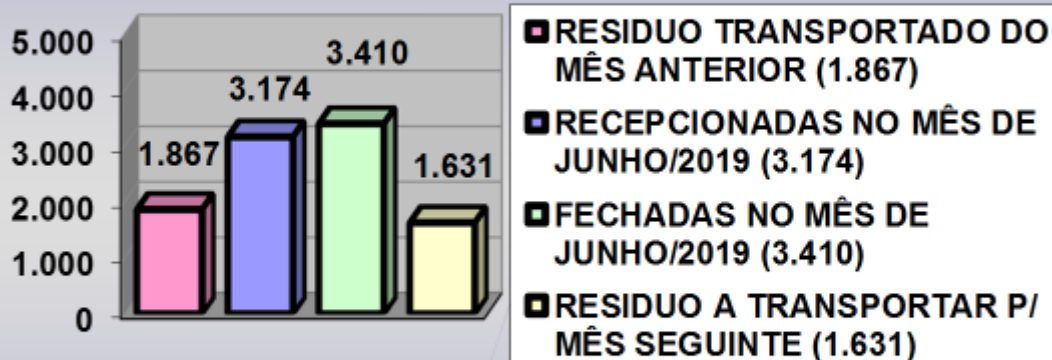 5.000
4.000
3.000
2.000
1.000
0
1.867
3.174
3.410
1.631
RESIDUO TRANSPORTADO DO
MÊS ANTERIOR (1.867)
RECEPCIONADAS NO MÊS DE
JUNHO/2019 (3.174)
FECHADAS NO MÊS DE
JUNHO/2019 (3.410)
RESIDUO A TRANSPORTAR P/
MÊS SEGUINTE (1.631)